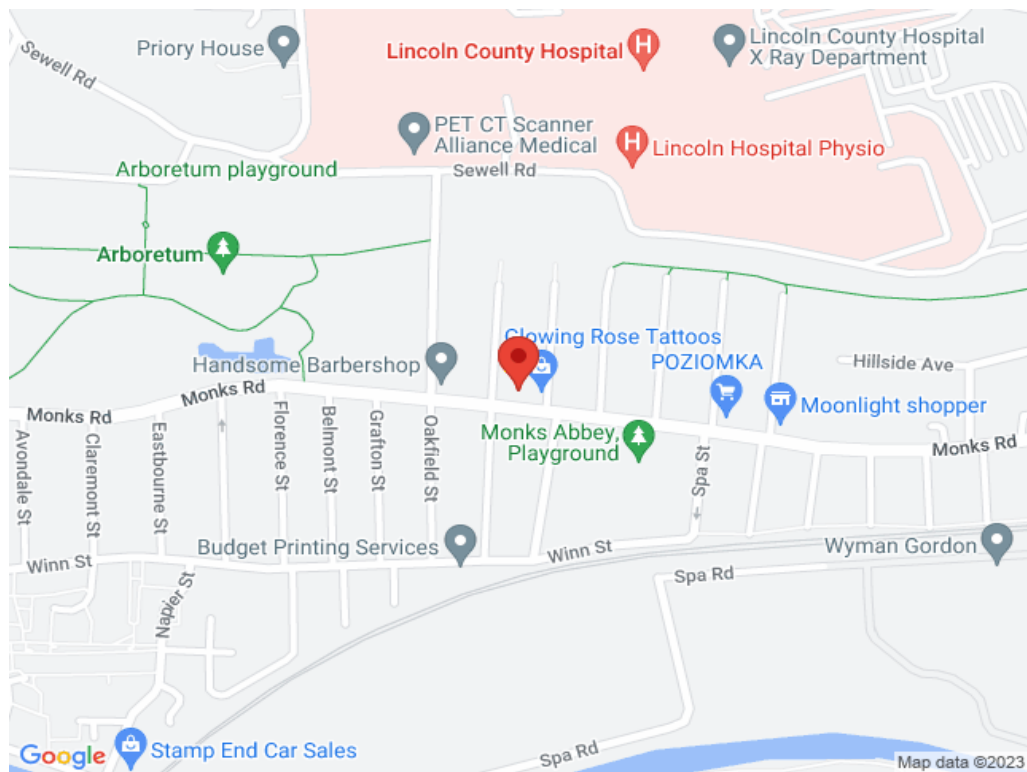 Priory House
Lincoln County Hospital
H
Lincoln County Hospital
X Ray Department
Sewell Rd
PET CT Scanner
Alliance Medical
H
Lincoln Hospital Physio
Sewell Rd
Arboretum playground
Arboretum
Glowing Rose Tattoos
Handsome Barbershop
POZIOMKA
Hillside Ave
Monks Rd
Monks Rd
Moonlight shopper
Monks Abbey,
Playground
Monks Rd
Avondale St
Claremont St
Eastbourne St
Florence St
Belmont St
Grafton St
Oakfield St
Spa St
Budget Printing Services
Winn St
Winn St
Wyman Gordon
Napier St
Spa Rd
Stamp End Car Sales
Spa Rd
Google
Map data ©2023